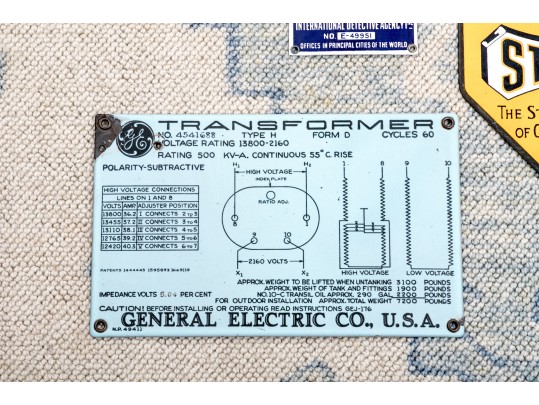 INTERNATIONAL DETECTIVE AGENCY
NO. E-49951
OFFICES IN PRINCIPAL CITIES OF THE WORLD
ST
THE ST
OF C
GE
TRANSFORMER
NO. 4541688 TYPE H FORM D CYCLES 60
VOLTAGE RATING 13800-2160
RATING 500 KV-A. CONTINUOUS 55°C. RISE
POLARITY-SUBTRACTIVE
HIGH VOLTAGE CONNECTIONS
LINES ON 1 AND 8
VOLTS AMP. ADJUSTER POSITION
13800 36.2 I CONNECTS 2 TO 3
13455 37.2 II CONNECTS 3 TO 4
13110 38.1 III CONNECTS 4 TO 5
12765 39.2 IV CONNECTS 5 TO 6
12420 40.3 V CONNECTS 6 TO 7
PATENTS
H1 H2
HIGH VOLTAGE
INDEX PLATE
RATIO ADJ.
8 1
9 10
2160 VOLTS
X1 X2
1 8 9 10
HIGH VOLTAGE LOW VOLTAGE
IMPEDANCE VOLTS 5.04 PER CENT
APPROX. WEIGHT TO BE LIFTED WHEN UNTANKING 3100 POUNDS
APPROX. WEIGHT OF TANK AND FITTINGS 1900 POUNDS
NO. 10-C TRANSIL OIL APPROX. 290 GAL. 2200 POUNDS
FOR OUTDOOR INSTALLATION APPROX. TOTAL WEIGHT 7200 POUNDS
CAUTION! BEFORE INSTALLING OR OPERATING READ INSTRUCTIONS GEJ-176
GENERAL ELECTRIC CO., U.S.A.
N.P. 49411